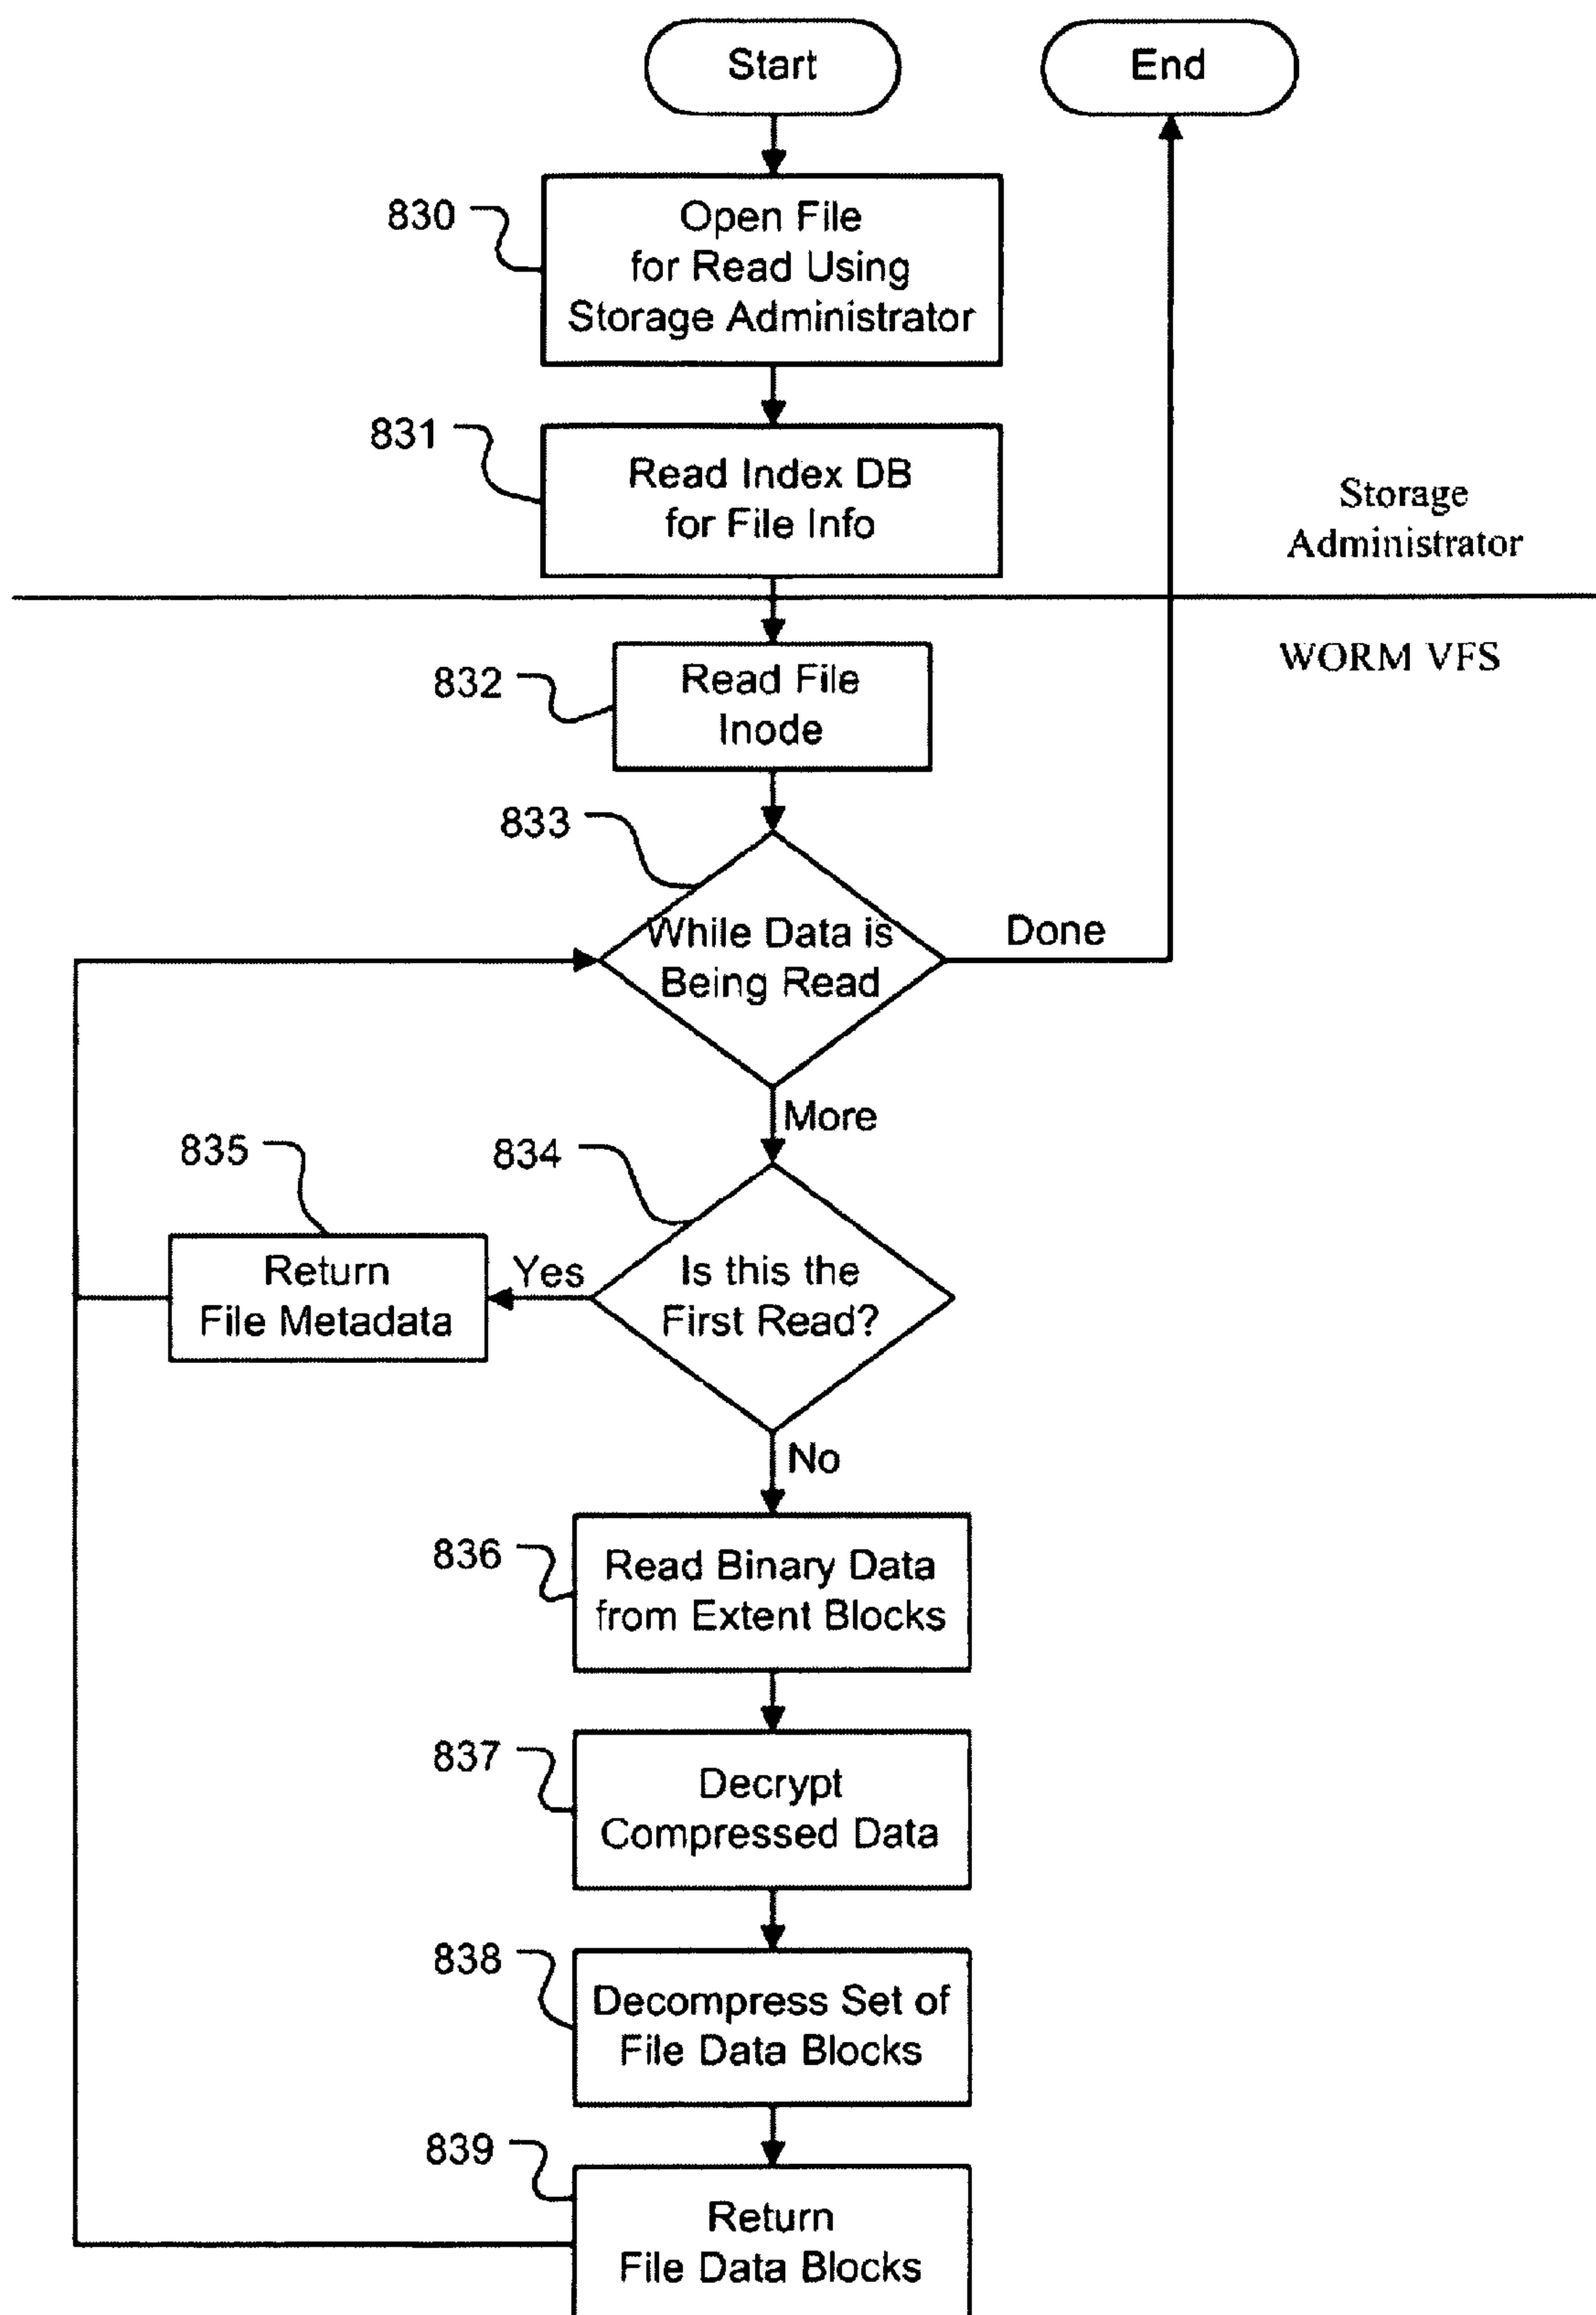 Start
End
830
Open File
for Read Using
Storage Administrator
831
Read Index DB
for File Info
Storage
Administrator
WORM VFS
832
Read File
Inode
833
While Data is
Being Read
Done
More
835
834
Return
File Metadata
Yes
Is this the
First Read?
No
836
Read Binary Data
from Extent Blocks
837
Decrypt
Compressed Data
838
Decompress Set of
File Data Blocks
839
Return
File Data Blocks